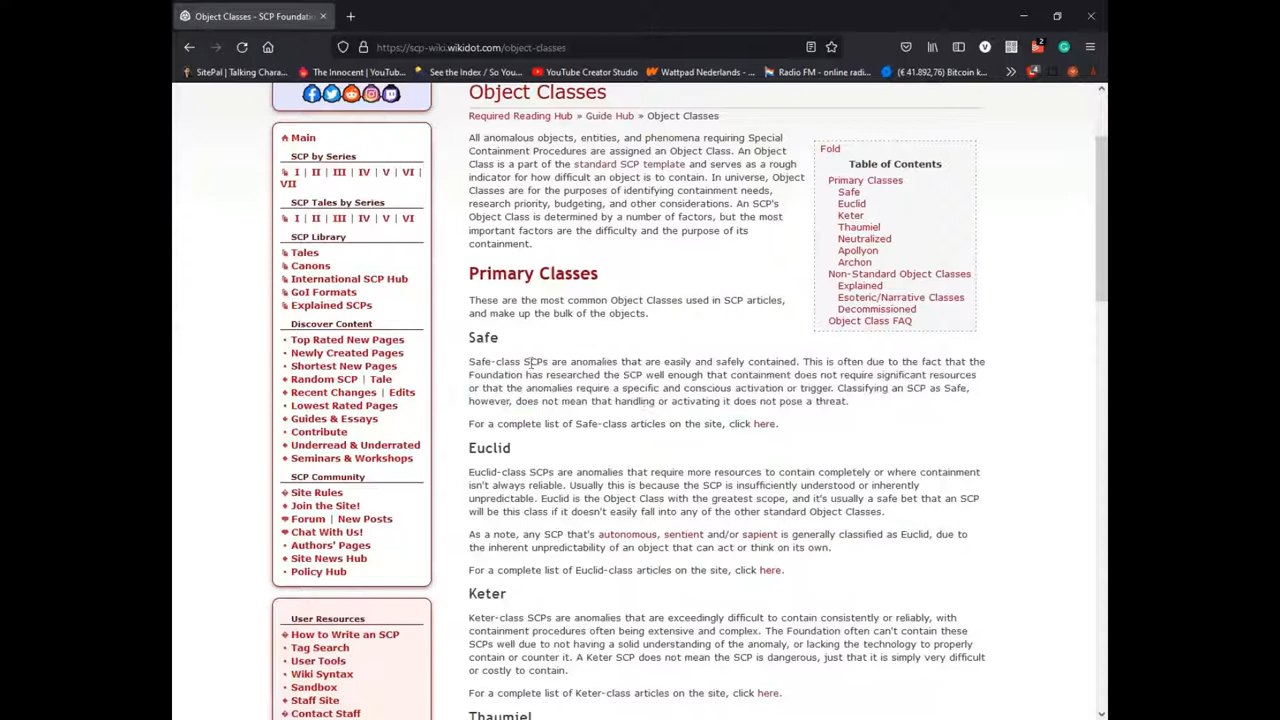 Object Classes - SCP Foundatio
https://scp-wiki.wikidot.com/object-classes
SitePal | Talking Chara...
The Innocent | YouTub...
See the Index / So You...
YouTube Creator Studio
Wattpad Nederlands - ...
Radio FM - online radi...
(€ 41.892,76) Bitcoin k...
2
4
Main
SCP by Series
I | II | III | IV | V | VI |
VII
SCP Tales by Series
I | II | III | IV | V | VI
SCP Library
Tales
Canons
International SCP Hub
GoI Formats
Explained SCPs
Discover Content
Top Rated New Pages
Newly Created Pages
Shortest New Pages
Random SCP | Tale
Recent Changes | Edits
Lowest Rated Pages
Guides & Essays
Contribute
Underread & Underrated
Seminars & Workshops
SCP Community
Site Rules
Join the Site!
Forum | New Posts
Chat With Us!
Authors' Pages
Site News Hub
Policy Hub
User Resources
How to Write an SCP
Tag Search
User Tools
Wiki Syntax
Sandbox
Staff Site
Contact Staff
Object Classes
Required Reading Hub » Guide Hub » Object Classes
All anomalous objects, entities, and phenomena requiring Special
Containment Procedures are assigned an Object Class. An Object
Class is a part of the standard SCP template and serves as a rough
indicator for how difficult an object is to contain. In universe, Object
Classes are for the purposes of identifying containment needs,
research priority, budgeting, and other considerations. An SCP's
Object Class is determined by a number of factors, but the most
important factors are the difficulty and the purpose of its
containment.
Fold
Table of Contents
Primary Classes
Safe
Euclid
Keter
Thaumiel
Neutralized
Apollyon
Archon
Non-Standard Object Classes
Explained
Esoteric/Narrative Classes
Decommissioned
Object Class FAQ
Primary Classes
These are the most common Object Classes used in SCP articles,
and make up the bulk of the objects.
Safe
Safe-class SCPs are anomalies that are easily and safely contained. This is often due to the fact that the
Foundation has researched the SCP well enough that containment does not require significant resources
or that the anomalies require a specific and conscious activation or trigger. Classifying an SCP as Safe,
however, does not mean that handling or activating it does not pose a threat.
For a complete list of Safe-class articles on the site, click here.
Euclid
Euclid-class SCPs are anomalies that require more resources to contain completely or where containment
isn't always reliable. Usually this is because the SCP is insufficiently understood or inherently
unpredictable. Euclid is the Object Class with the greatest scope, and it's usually a safe bet that an SCP
will be this class if it doesn't easily fall into any of the other standard Object Classes.
As a note, any SCP that's autonomous, sentient and/or sapient is generally classified as Euclid, due to
the inherent unpredictability of an object that can act or think on its own.
For a complete list of Euclid-class articles on the site, click here.
Keter
Keter-class SCPs are anomalies that are exceedingly difficult to contain consistently or reliably, with
containment procedures often being extensive and complex. The Foundation often can't contain these
SCPs well due to not having a solid understanding of the anomaly, or lacking the technology to properly
contain or counter it. A Keter SCP does not mean the SCP is dangerous, just that it is simply very difficult
or costly to contain.
For a complete list of Keter-class articles on the site, click here.
Thaumiel